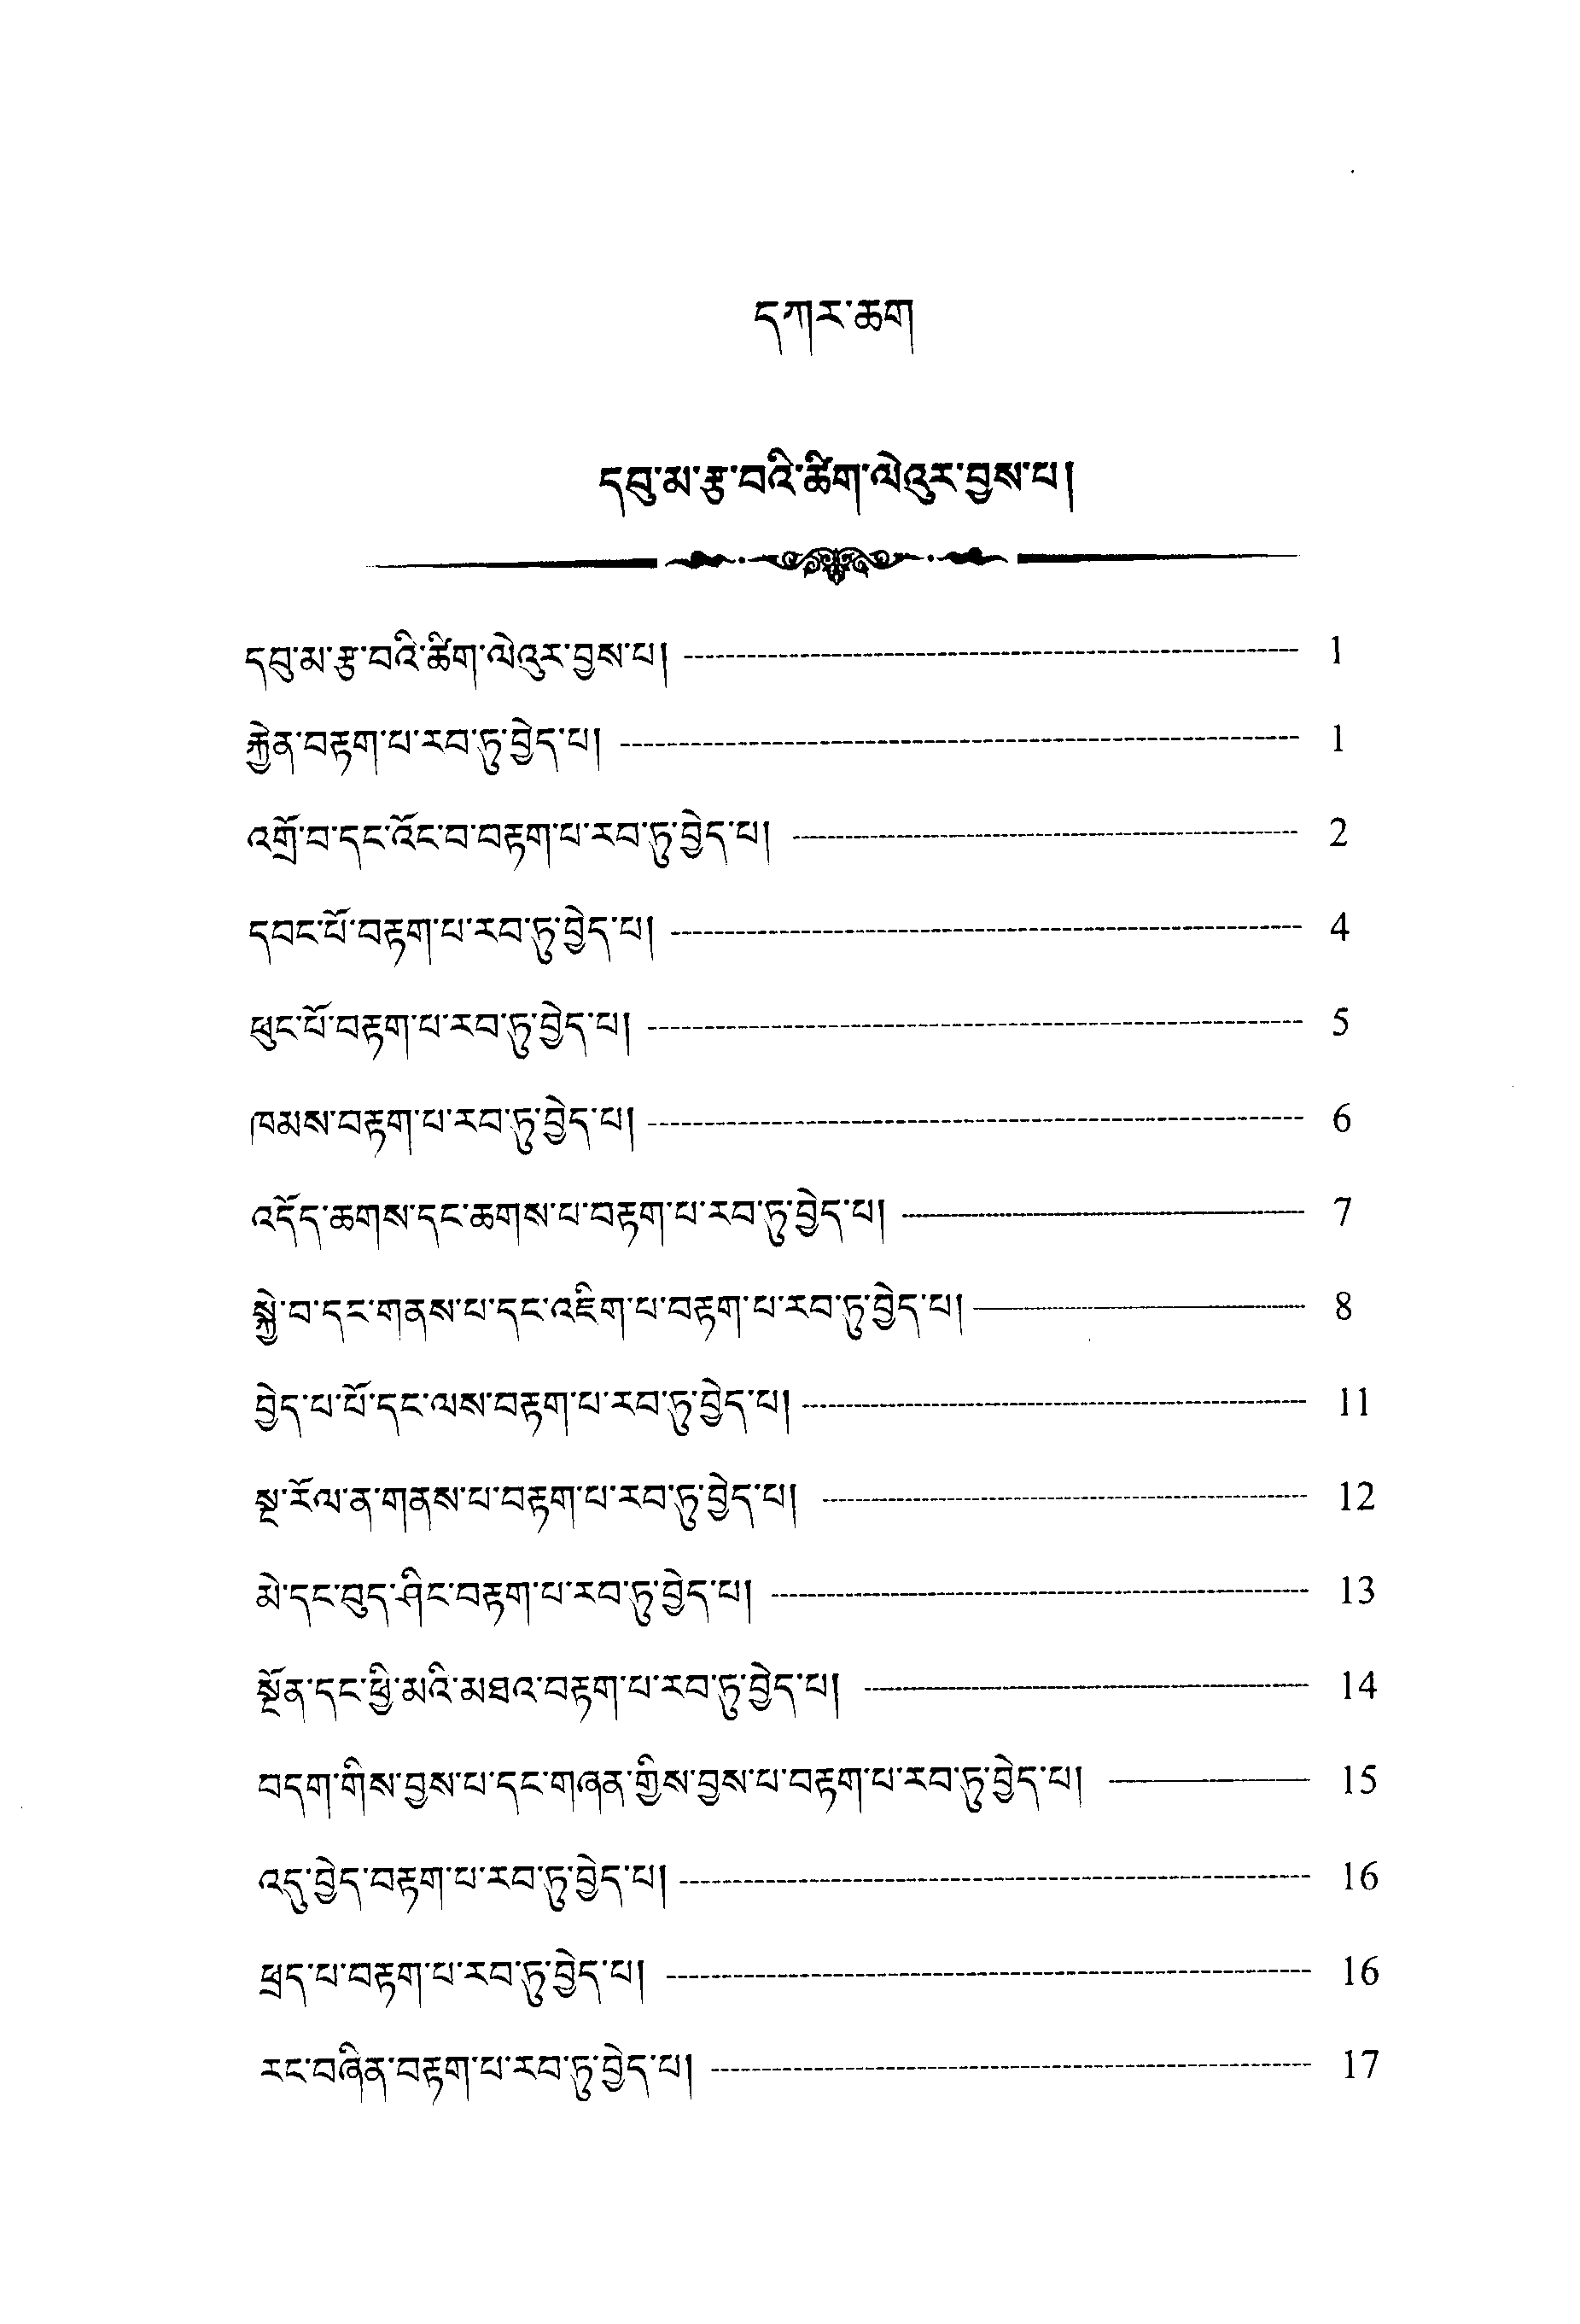 དཀར་ཆག
དབུ་མ་རྩ་བའི་ཚིག་ལེའུར་བྱས་པ།
དབུ་མ་རྩ་བའི་ཚིག་ལེའུར་བྱས་པ། 1
རྐྱེན་བརྟག་པ་རབ་ཏུ་བྱེད་པ། 1
འགྲོ་བ་དང་འོང་བ་བརྟག་པ་རབ་ཏུ་བྱེད་པ། 2
དབང་པོ་བརྟག་པ་རབ་ཏུ་བྱེད་པ། 4
ཕུང་པོ་བརྟག་པ་རབ་ཏུ་བྱེད་པ། 5
ཁམས་བརྟག་པ་རབ་ཏུ་བྱེད་པ། 6
འདོད་ཆགས་དང་ཆགས་པ་བརྟག་པ་རབ་ཏུ་བྱེད་པ། 7
སྐྱེ་བ་དང་གནས་པ་དང་འཇིག་པ་བརྟག་པ་རབ་ཏུ་བྱེད་པ། 8
བྱེད་པ་པོ་དང་ལས་བརྟག་པ་རབ་ཏུ་བྱེད་པ། 11
སྔ་རོལ་ན་གནས་པ་བརྟག་པ་རབ་ཏུ་བྱེད་པ། 12
མེ་དང་བུད་ཤིང་བརྟག་པ་རབ་ཏུ་བྱེད་པ། 13
སྔོན་དང་ཕྱི་མའི་མཐའ་བརྟག་པ་རབ་ཏུ་བྱེད་པ། 14
བདག་གིས་བྱས་པ་དང་གཞན་གྱིས་བྱས་པ་བརྟག་པ་རབ་ཏུ་བྱེད་པ། 15
འདུ་བྱེད་བརྟག་པ་རབ་ཏུ་བྱེད་པ། 16
ཕྲད་པ་བརྟག་པ་རབ་ཏུ་བྱེད་པ། 16
རང་བཞིན་བརྟག་པ་རབ་ཏུ་བྱེད་པ། 17